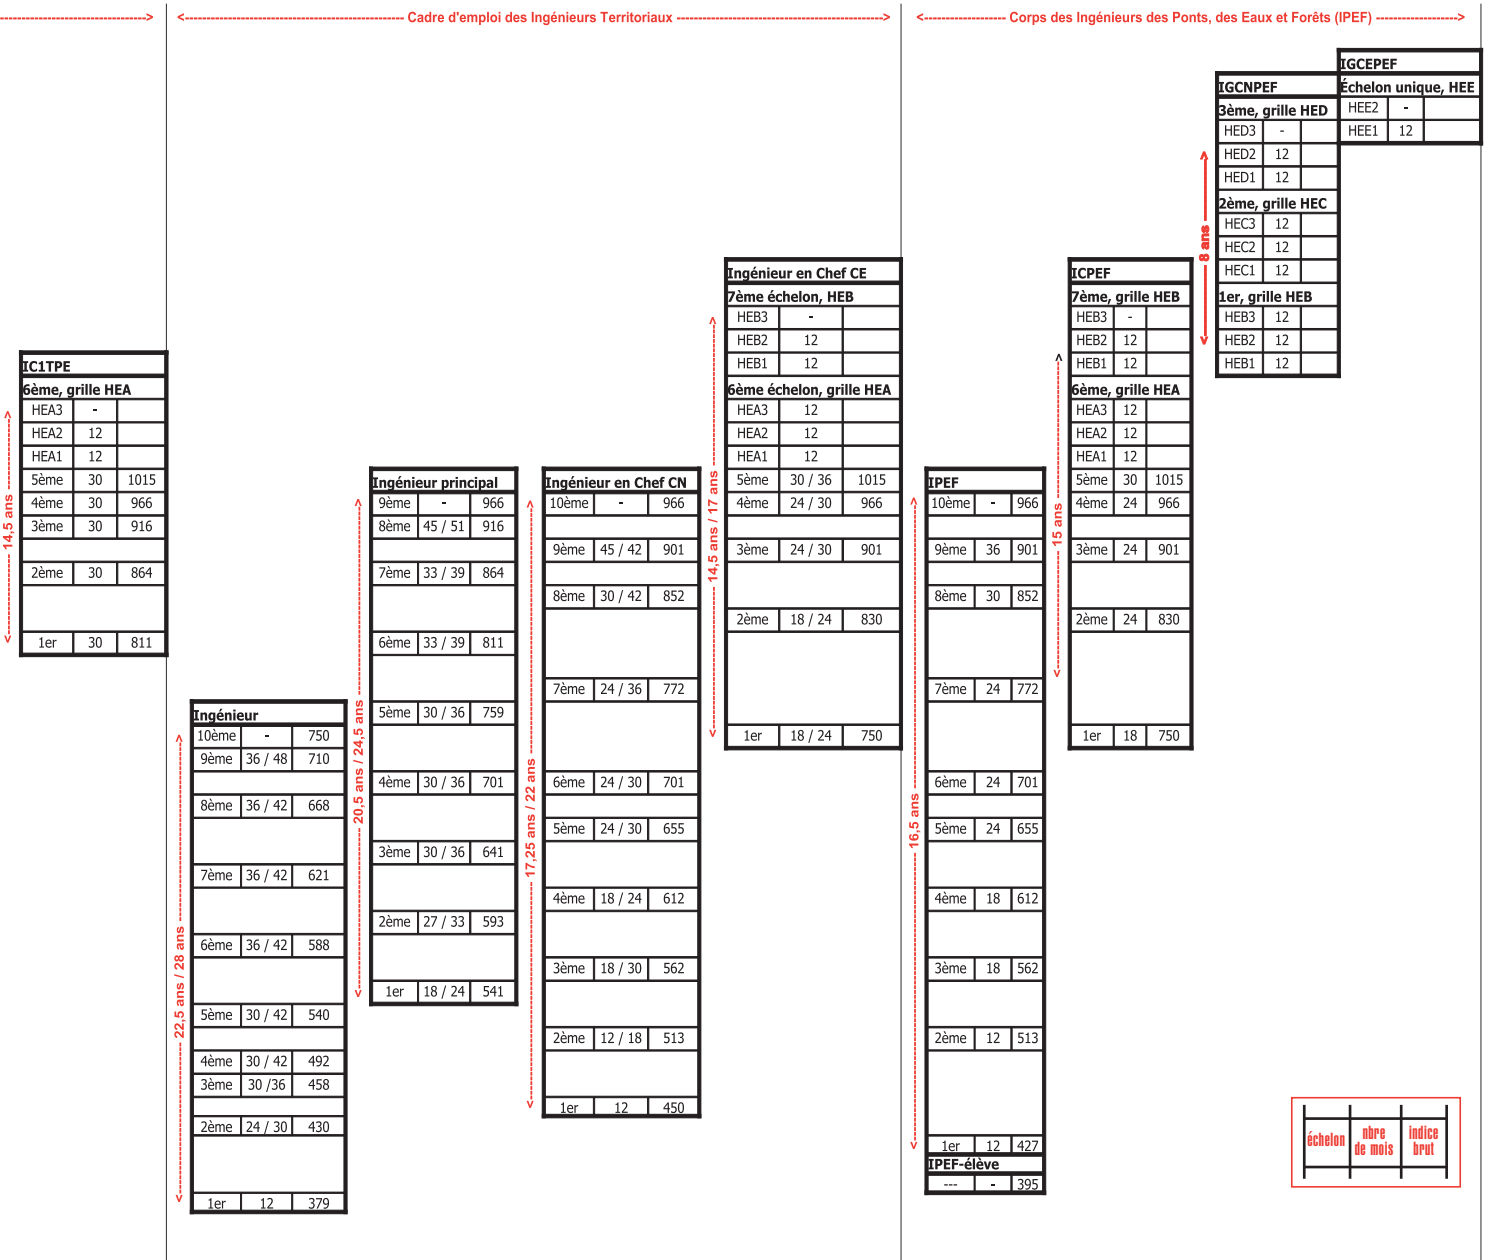 -----------------------------> <----------------------------------------------- Cadre d'emploi des Ingénieurs Territoriaux --------------------------------------------> <----------------- Corps des Ingénieurs des Ponts, des Eaux et Forêts (IPEF) ----------------->
IC1TPE
6ème, grille HEA
HEA3 -
HEA2 12
HEA1 12
5ème 30 1015
4ème 30 966
3ème 30 916
2ème 30 864
1er 30 811
14,5 ans
Ingénieur
10ème - 750
9ème 36 / 48 710
8ème 36 / 42 668
7ème 36 / 42 621
6ème 36 / 42 588
5ème 30 / 42 540
4ème 30 / 42 492
3ème 30 /36 458
2ème 24 / 30 430
1er 12 379
22,5 ans / 28 ans
Ingénieur principal
9ème - 966
8ème 45 / 51 916
7ème 33 / 39 864
6ème 33 / 39 811
5ème 30 / 36 759
4ème 30 / 36 701
3ème 30 / 36 641
2ème 27 / 33 593
1er 18 / 24 541
20,5 ans / 24,5 ans
Ingénieur en Chef CN
10ème - 966
9ème 45 / 42 901
8ème 30 / 42 852
7ème 24 / 36 772
6ème 24 / 30 701
5ème 24 / 30 655
4ème 18 / 24 612
3ème 18 / 30 562
2ème 12 / 18 513
1er 12 450
17,25 ans / 22 ans
Ingénieur en Chef CE
7ème échelon, HEB
HEB3 -
HEB2 12
HEB1 12
6ème échelon, grille HEA
HEA3 12
HEA2 12
HEA1 12
5ème 30 / 36 1015
4ème 24 / 30 966
3ème 24 / 30 901
2ème 18 / 24 830
1er 18 / 24 750
14,5 ans / 17 ans
IPEF
10ème - 966
9ème 36 901
8ème 30 852
7ème 24 772
6ème 24 701
5ème 24 655
4ème 18 612
3ème 18 562
2ème 12 513
1er 12 427
IPEF-élève
--- - 395
16,5 ans
ICPEF
7ème, grille HEB
HEB3 -
HEB2 12
HEB1 12
6ème, grille HEA
HEA3 12
HEA2 12
HEA1 12
5ème 30 1015
4ème 24 966
3ème 24 901
2ème 24 830
1er 18 750
15 ans
IGCNPEF
3ème, grille HED
HED3 -
HED2 12
HED1 12
2ème, grille HEC
HEC3 12
HEC2 12
HEC1 12
1er, grille HEB
HEB3 12
HEB2 12
HEB1 12
8 ans
IGCEPEF
Échelon unique, HEE
HEE2 -
HEE1 12
échelon nbre de mois indice brut